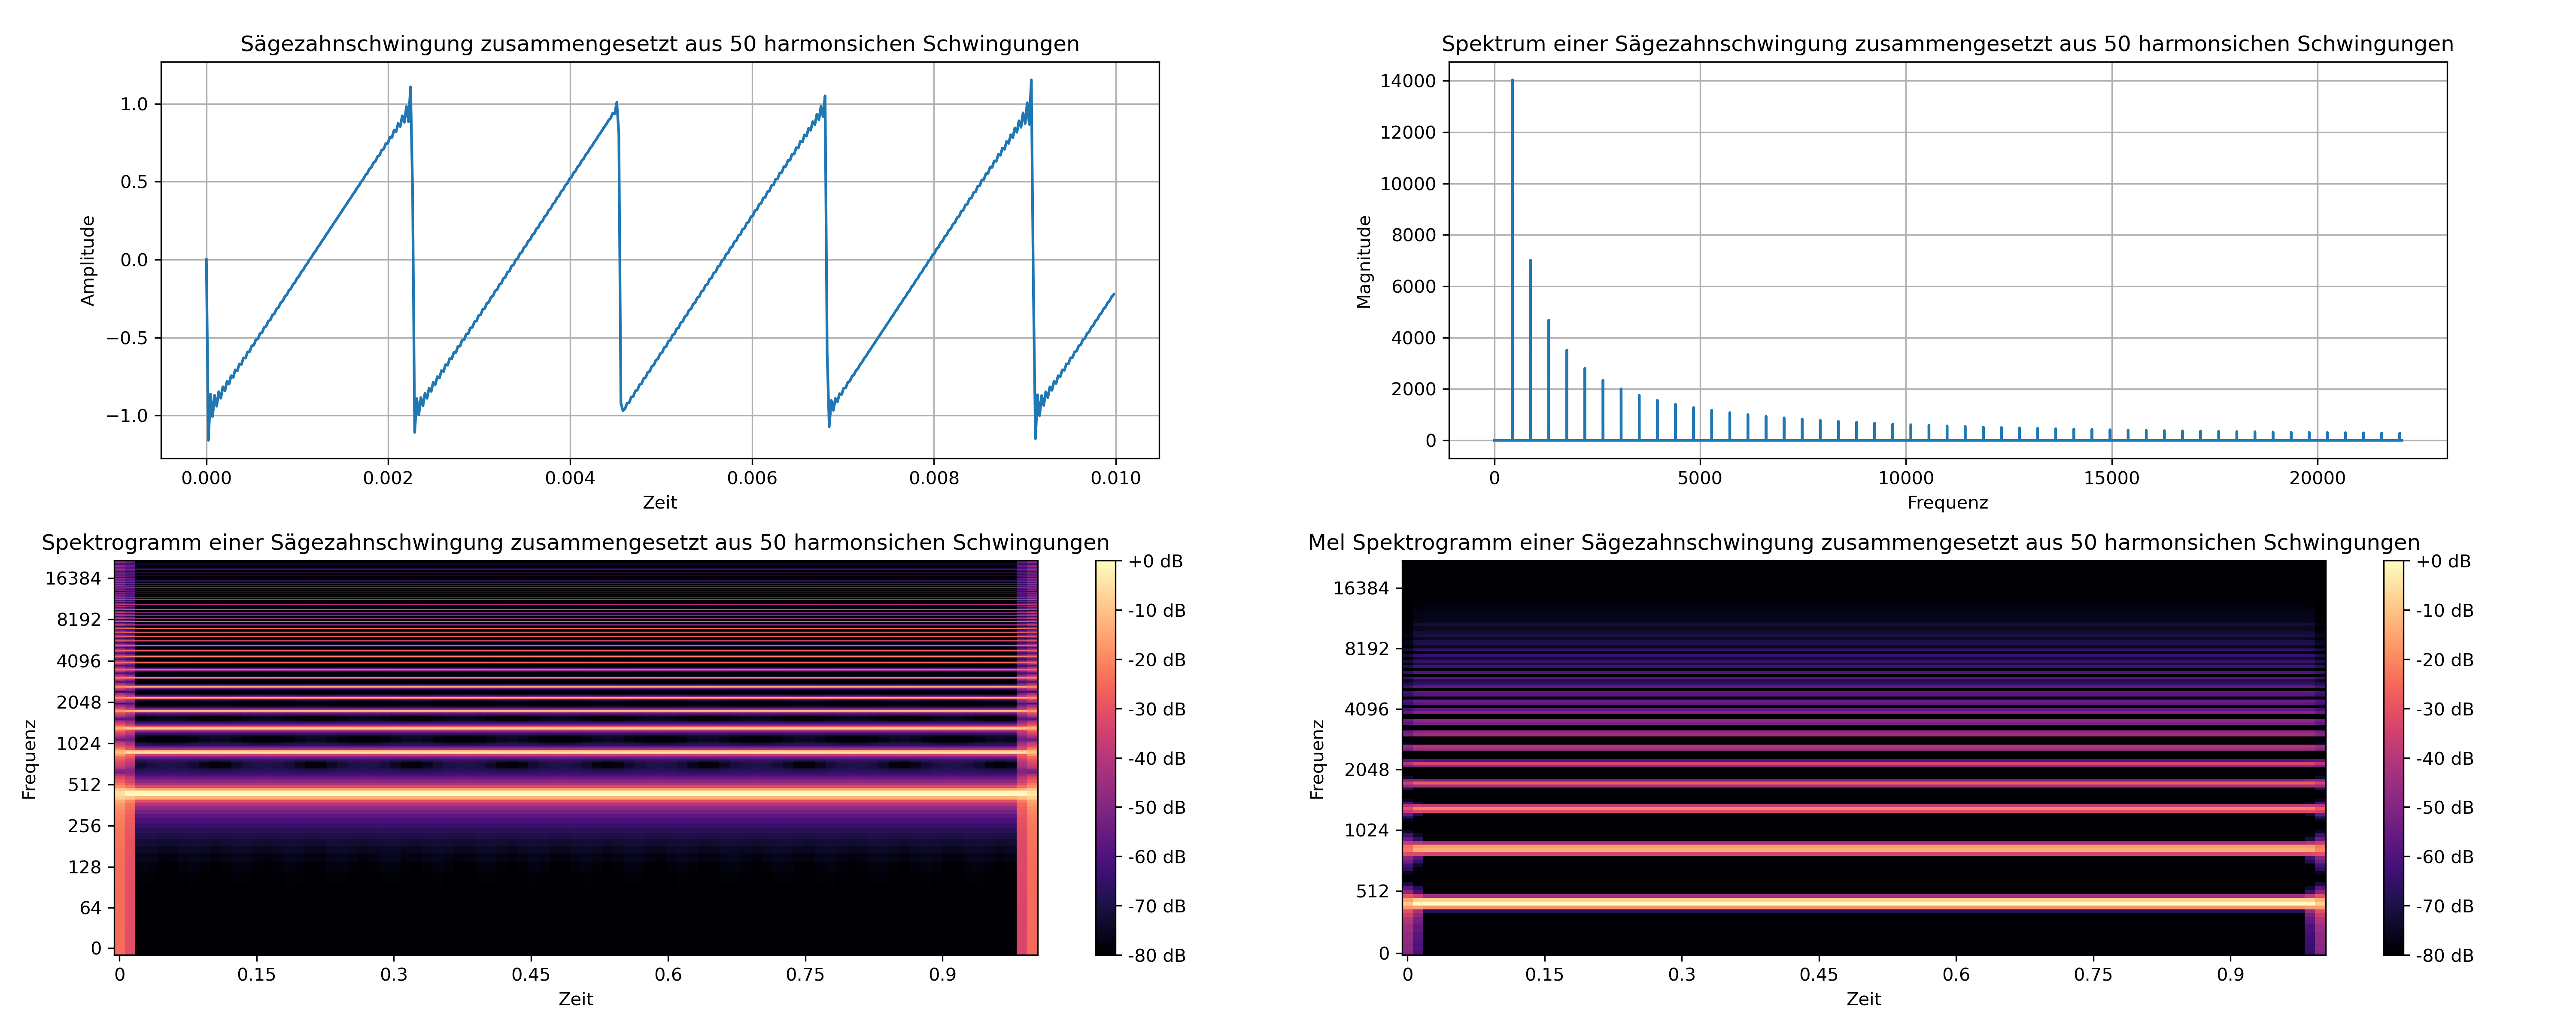 Sägezahnschwingung zusammengesetzt aus 50 harmonsichen Schwingungen
1.0
0.5
0.0
−0.5
−1.0
Amplitude
0.000 0.002 0.004 0.006 0.008 0.010
Zeit
Spektrum einer Sägezahnschwingung zusammengesetzt aus 50 harmonsichen Schwingungen
14000
12000
10000
8000
6000
4000
2000
0
Magnitude
0 5000 10000 15000 20000
Frequenz
Spektrogramm einer Sägezahnschwingung zusammengesetzt aus 50 harmonsichen Schwingungen
16384
8192
4096
2048
1024
512
256
128
64
0
Frequenz
0 0.15 0.3 0.45 0.6 0.75 0.9
Zeit
+0 dB
-10 dB
-20 dB
-30 dB
-40 dB
-50 dB
-60 dB
-70 dB
-80 dB
Mel Spektrogramm einer Sägezahnschwingung zusammengesetzt aus 50 harmonsichen Schwingungen
16384
8192
4096
2048
1024
512
0
Frequenz
0 0.15 0.3 0.45 0.6 0.75 0.9
Zeit
+0 dB
-10 dB
-20 dB
-30 dB
-40 dB
-50 dB
-60 dB
-70 dB
-80 dB